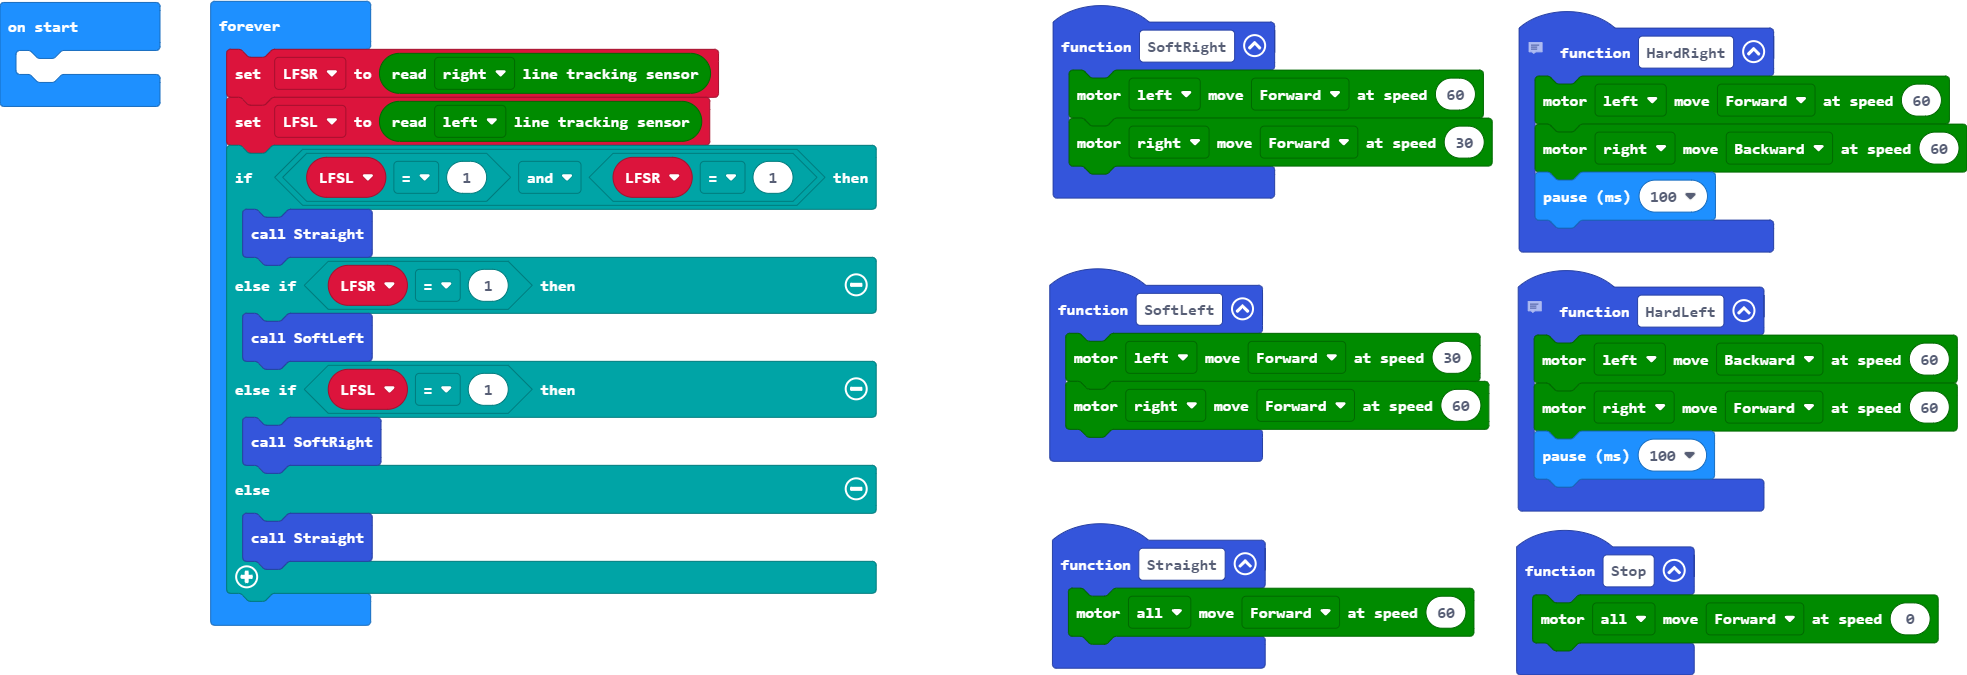 on start
forever
set LFSR to read right line tracking sensor
set LFSL to read left line tracking sensor
if LFSL = 1 and LFSR = 1 then
call Straight
else if LFSR = 1 then
call SoftLeft
else if LFSL = 1 then
call SoftRight
else
call Straight
function SoftRight
motor left move Forward at speed 60
motor right move Forward at speed 30
function SoftLeft
motor left move Forward at speed 30
motor right move Forward at speed 60
function Straight
motor all move Forward at speed 60
function HardRight
motor left move Forward at speed 60
motor right move Backward at speed 60
pause (ms) 100
function HardLeft
motor left move Backward at speed 60
motor right move Forward at speed 60
pause (ms) 100
function Stop
motor all move Forward at speed 0